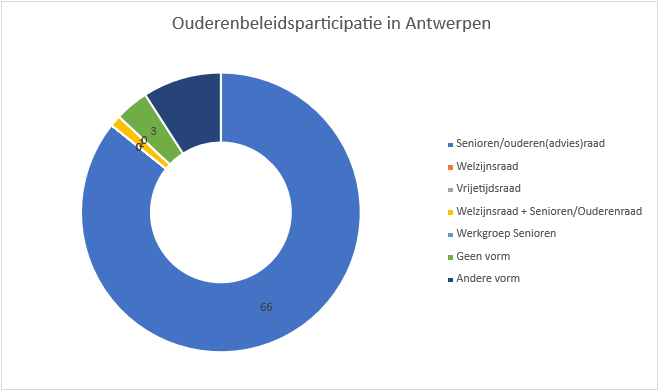 Ouderenbeleidsparticipatie in Antwerpen
3
0
66
Senioren/ouderen(advies)raad
Welzijnsraad
Vrijetijdsraad
Welzijnsraad + Senioren/Ouderenraad
Werkgroep Senioren
Geen vorm
Andere vorm